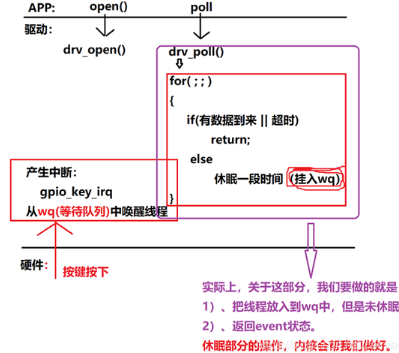 APP: open() poll
驱动:
drv_open() drv_poll()
for( ; ; )
{
if(有数据到来 || 超时)
return;
else
休眠一段时间 (挂入wq)
}
产生中断:
gpio_key_irq
从wq(等待队列)中唤醒线程
硬件: 按键按下
实际上，关于这部分，我们要做的就是
1）、把线程放入到wq中，但是未休眠
2）、返回event状态。
休眠部分的操作，内核会帮我们做好。